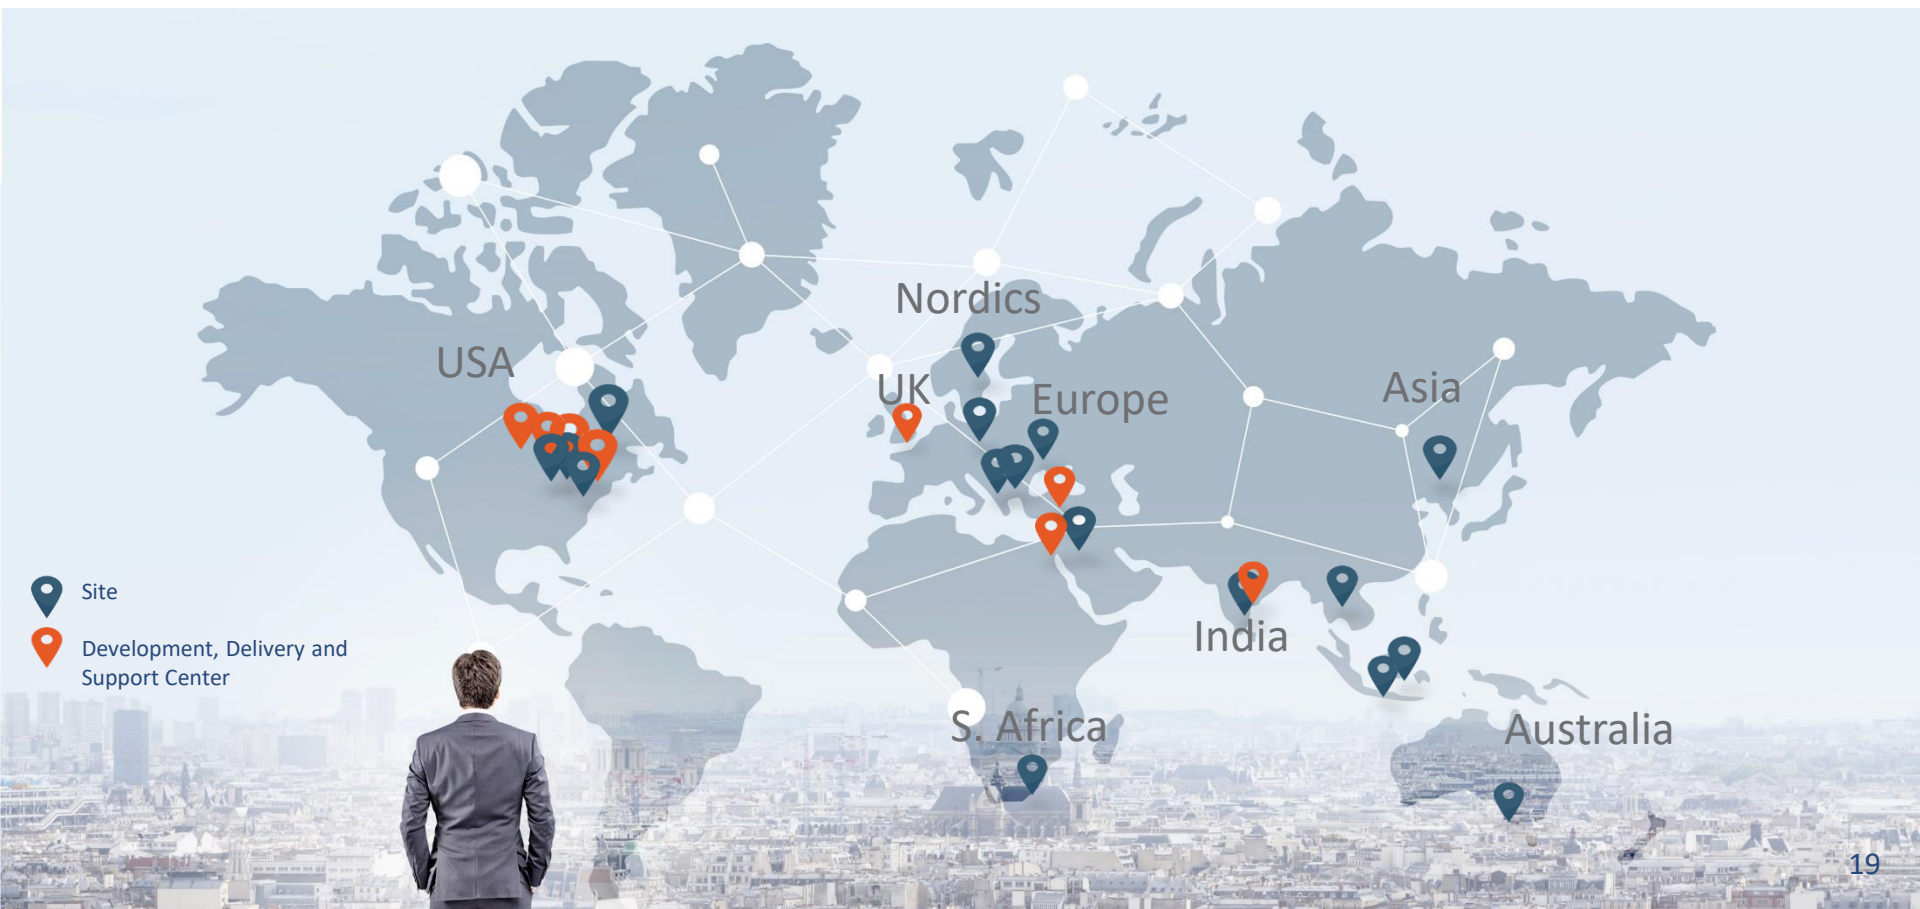 Nordics
USA
UK
Europe
Asia
Site
Development, Delivery and
Support Center
India
S. Africa
Australia
19